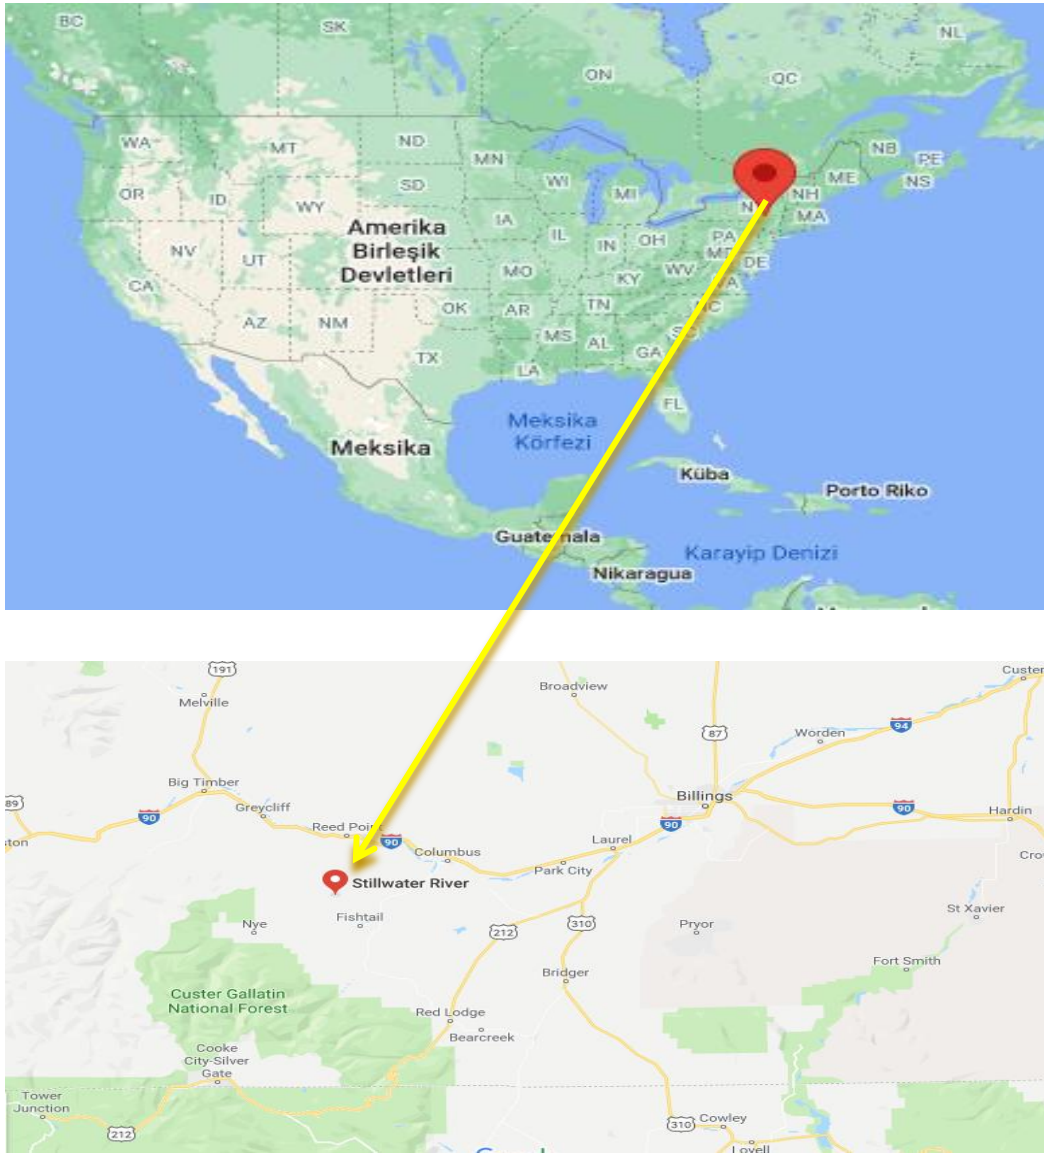 BC
SK
NL
ON
QC
WA
MT
ND
MN
NB
PE
ME
NS
OR
ID
SD
WI
MI
NH
WY
MA
Amerika
Birleşik
Devletleri
IA
NV
UT
IL
IN
OH
PA
DE
CA
MO
KY
WV
VA
AZ
NM
OK
AR
TN
NC
SC
MS
AL
GA
TX
LA
FL
Meksika
Körfezi
Meksika
Küba
Porto Riko
Guatemala
Karayip Denizi
Nikaragua
191
Melville
Broadview
Custer
87
94
Worden
Big Timber
Billings
89
Greycliff
90
90
90
Hardin
Reed Point
90
Laurel
Columbus
Park City
Stillwater River
Nye
Fishtail
212
310
Pryor
St Xavier
Fort Smith
Bridger
Custer Gallatin
National Forest
Red Lodge
Bearcreek
Cooke
City-Silver
Gate
Tower
Junction
212
310
Cowley
Lovell